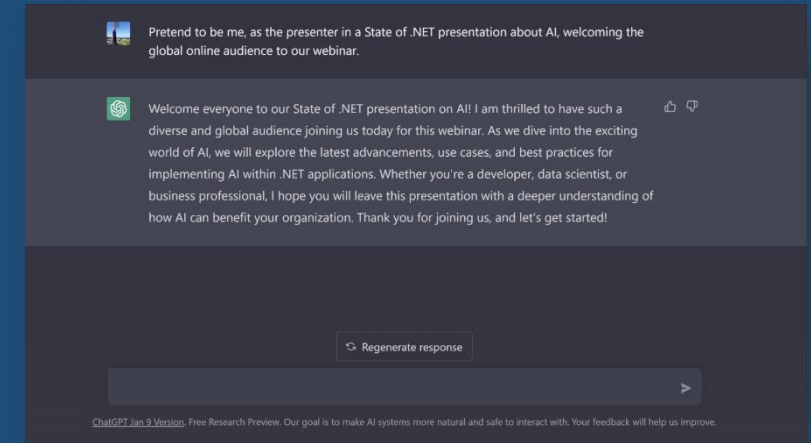 Pretend to be me, as the presenter in a State of .NET presentation about AI, welcoming the
global online audience to our webinar.
Welcome everyone to our State of .NET presentation on AI! I am thrilled to have such a
diverse and global audience joining us today for this webinar. As we dive into the exciting
world of AI, we will explore the latest advancements, use cases, and best practices for
implementing AI within .NET applications. Whether you're a developer, data scientist, or
business professional, I hope you will leave this presentation with a deeper understanding of
how AI can benefit your organization. Thank you for joining us, and let's get started!
Regenerate response
ChatGPT Jan 9 Version. Free Research Preview. Our goal is to make AI systems more natural and safe to interact with. Your feedback will help us improve.